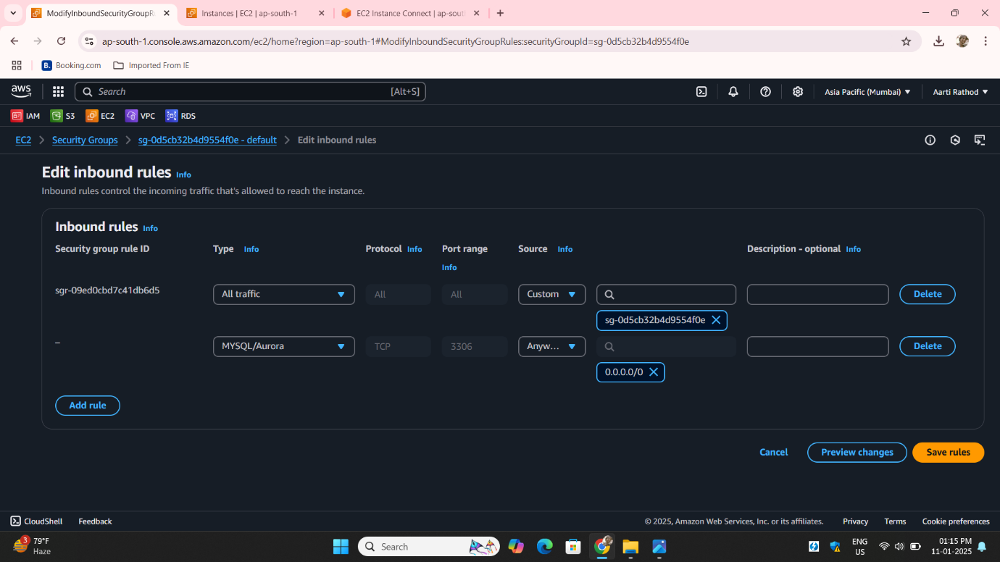 ModifyInboundSecurityGroupR
Instances | EC2 | ap-south-1
EC2 Instance Connect | ap-sout
ap-south-1.console.aws.amazon.com/ec2/home?region=ap-south-1#ModifyInboundSecurityGroupRules:securityGroupId=sg-0d5cb32b4d9554f0e
B. Booking.com
Imported From IE
aws
Search [Alt+S]
Asia Pacific (Mumbai)
Aarti Rathod
IAM
S3
EC2
VPC
RDS
EC2
Security Groups
sg-0d5cb32b4d9554f0e - default
Edit inbound rules
Edit inbound rules Info
Inbound rules control the incoming traffic that's allowed to reach the instance.
Inbound rules Info
Security group rule ID
Type Info
Protocol Info
Port range
Info
Source Info
Description - optional Info
sgr-09ed0cbd7c41db6d5
All traffic
All
All
Custom
Delete
sg-0d5cb32b4d9554f0e
–
MYSQL/Aurora
TCP
3306
Anyw...
Delete
0.0.0.0/0
Add rule
Cancel
Preview changes
Save rules
CloudShell
Feedback
© 2025, Amazon Web Services, Inc. or its affiliates.
Privacy
Terms
Cookie preferences
3
79°F
Haze
Search
ENG
US
01:15 PM
11-01-2025